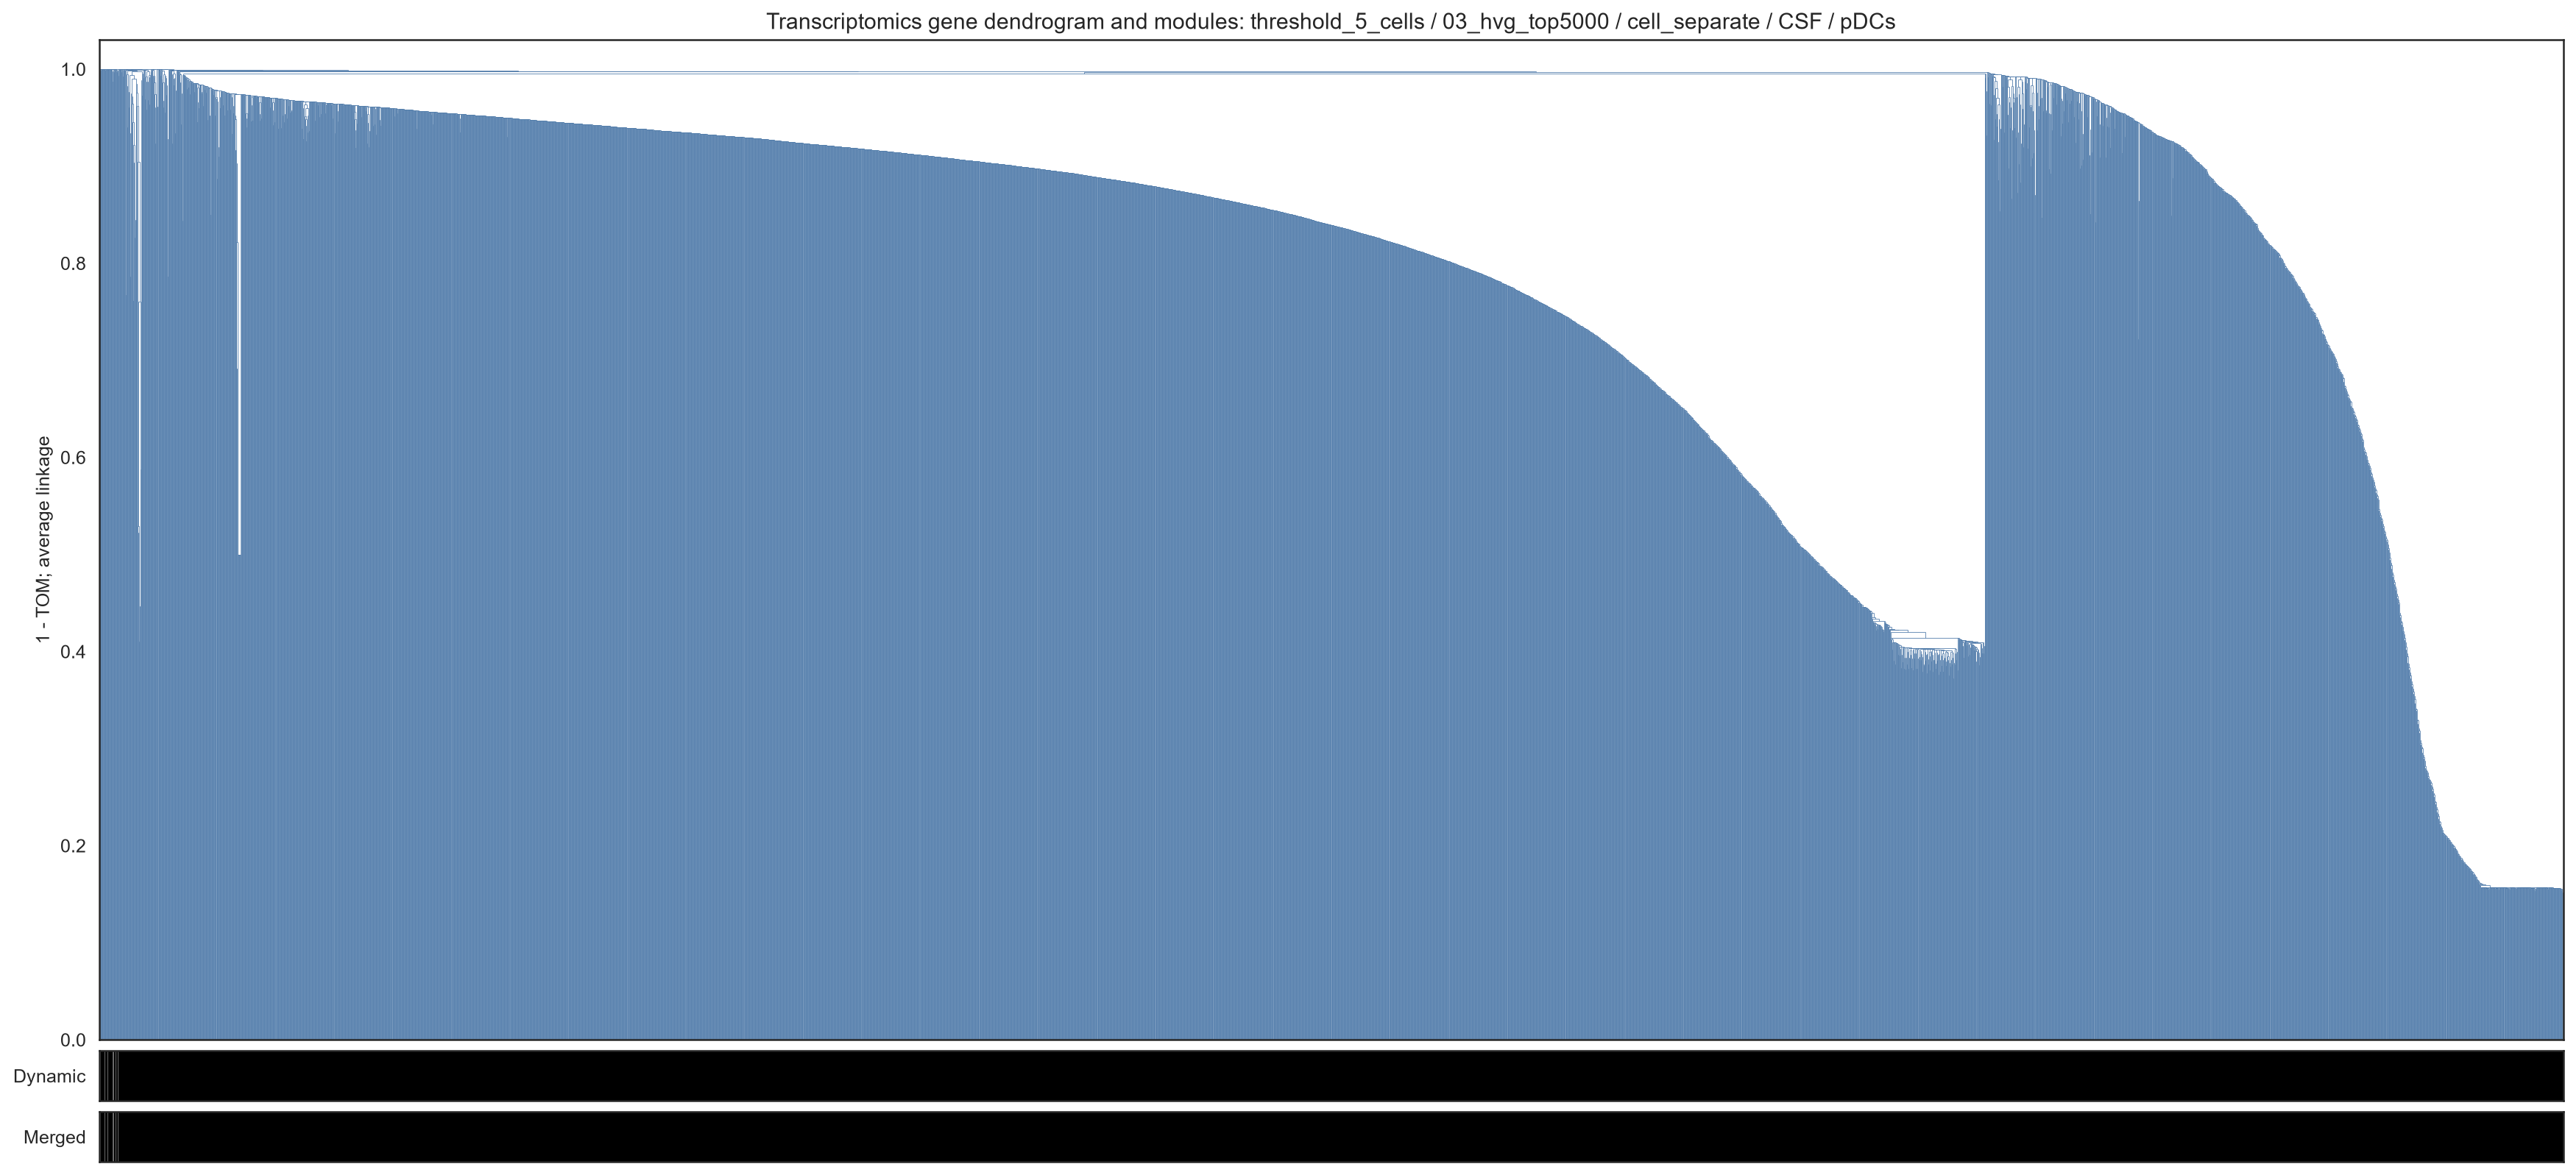 Transcriptomics gene dendrogram and modules: threshold_5_cells / 03_hvg_top5000 / cell_separate / CSF / pDCs
1.0
0.8
0.6
0.4
0.2
0.0
1 - TOM; average linkage
Dynamic
Merged